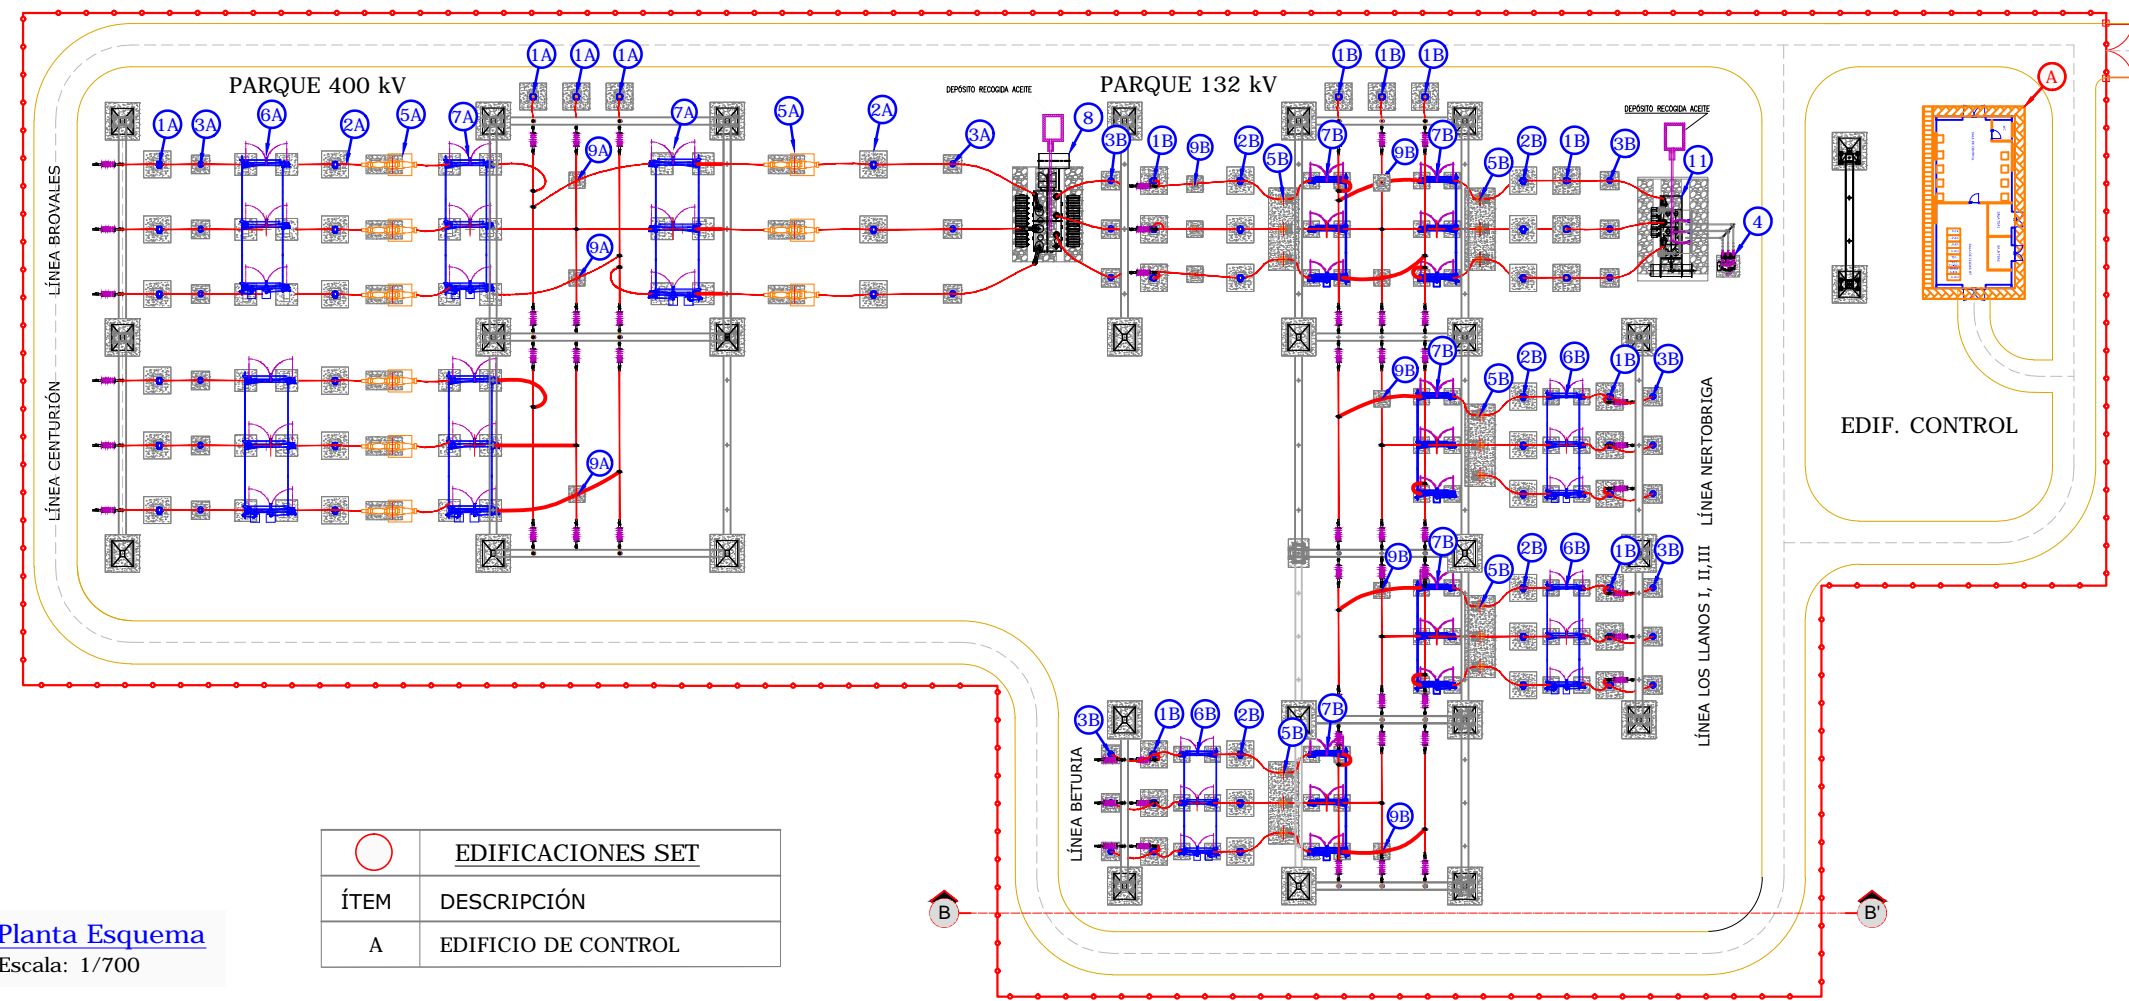 1A
1A
1A
1B
1B
1B
PARQUE 400 kV
DEPÓSITO RECOGIDA ACEITE
PARQUE 132 kV
DEPÓSITO RECOGIDA ACEITE
A
1A
3A
6A
2A
5A
7A
9A
7A
5A
2A
3A
8
3B
1B
9B
2B
5B
7B
9B
7B
5B
2B
1B
3B
11
4
9A
LÍNEA BROVALES
LÍNEA CENTURIÓN
9A
9B
7B
5B
2B
6B
1B
3B
LÍNEA NERTOBRIGA
EDIF. CONTROL
9B
7B
5B
2B
6B
1B
3B
LÍNEA LOS LLANOS I, II,III
3B
1B
6B
2B
5B
7B
9B
LÍNEA BETURIA
EDIFICACIONES SET
ÍTEM DESCRIPCIÓN
A EDIFICIO DE CONTROL
B
B'
Planta Esquema
Escala: 1/700